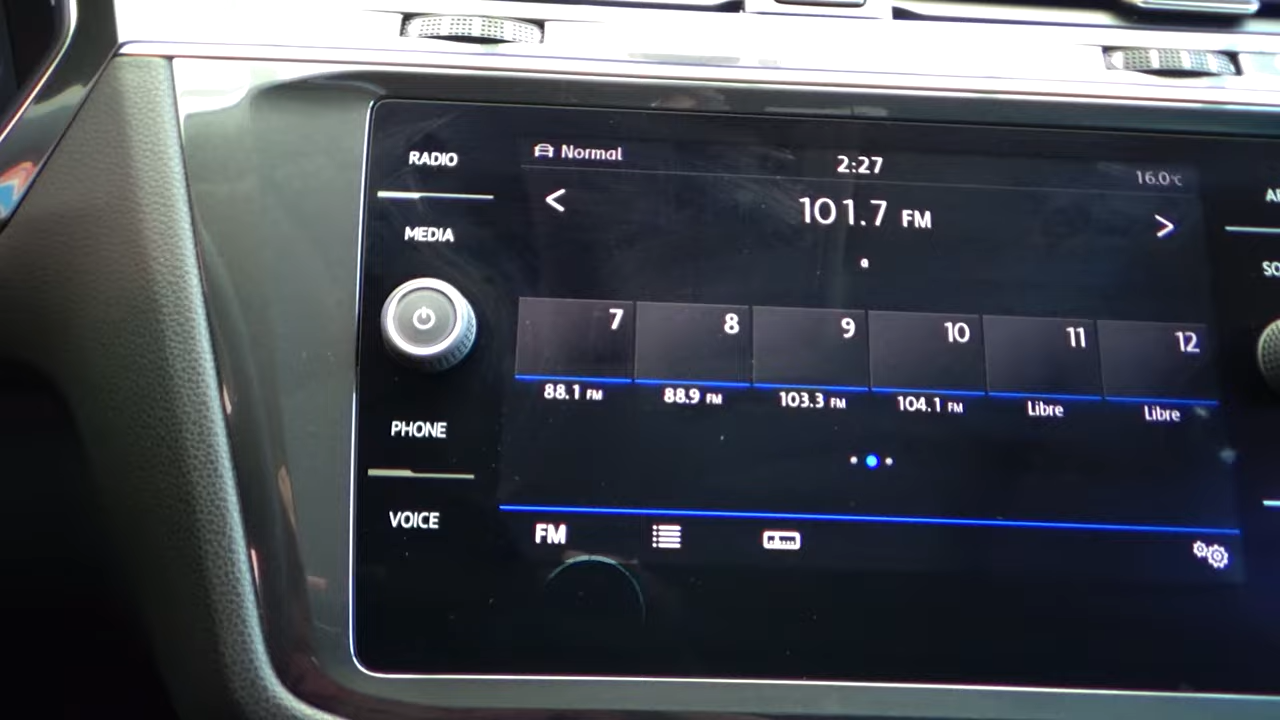 RADIO
MEDIA
PHONE
VOICE
Normal
2:27
16.0°C
101.7 FM
7
8
9
10
11
12
88.1 FM
88.9 FM
103.3 FM
104.1 FM
Libre
Libre
FM